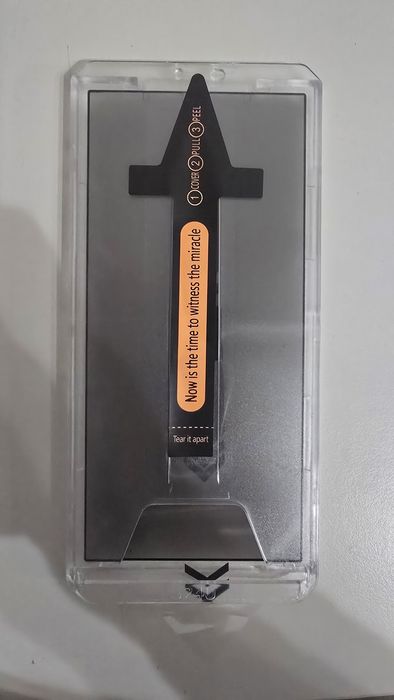 1 COVER 2 PULL 3 PEEL
Now is the time to witness the miracle
Tear it apart